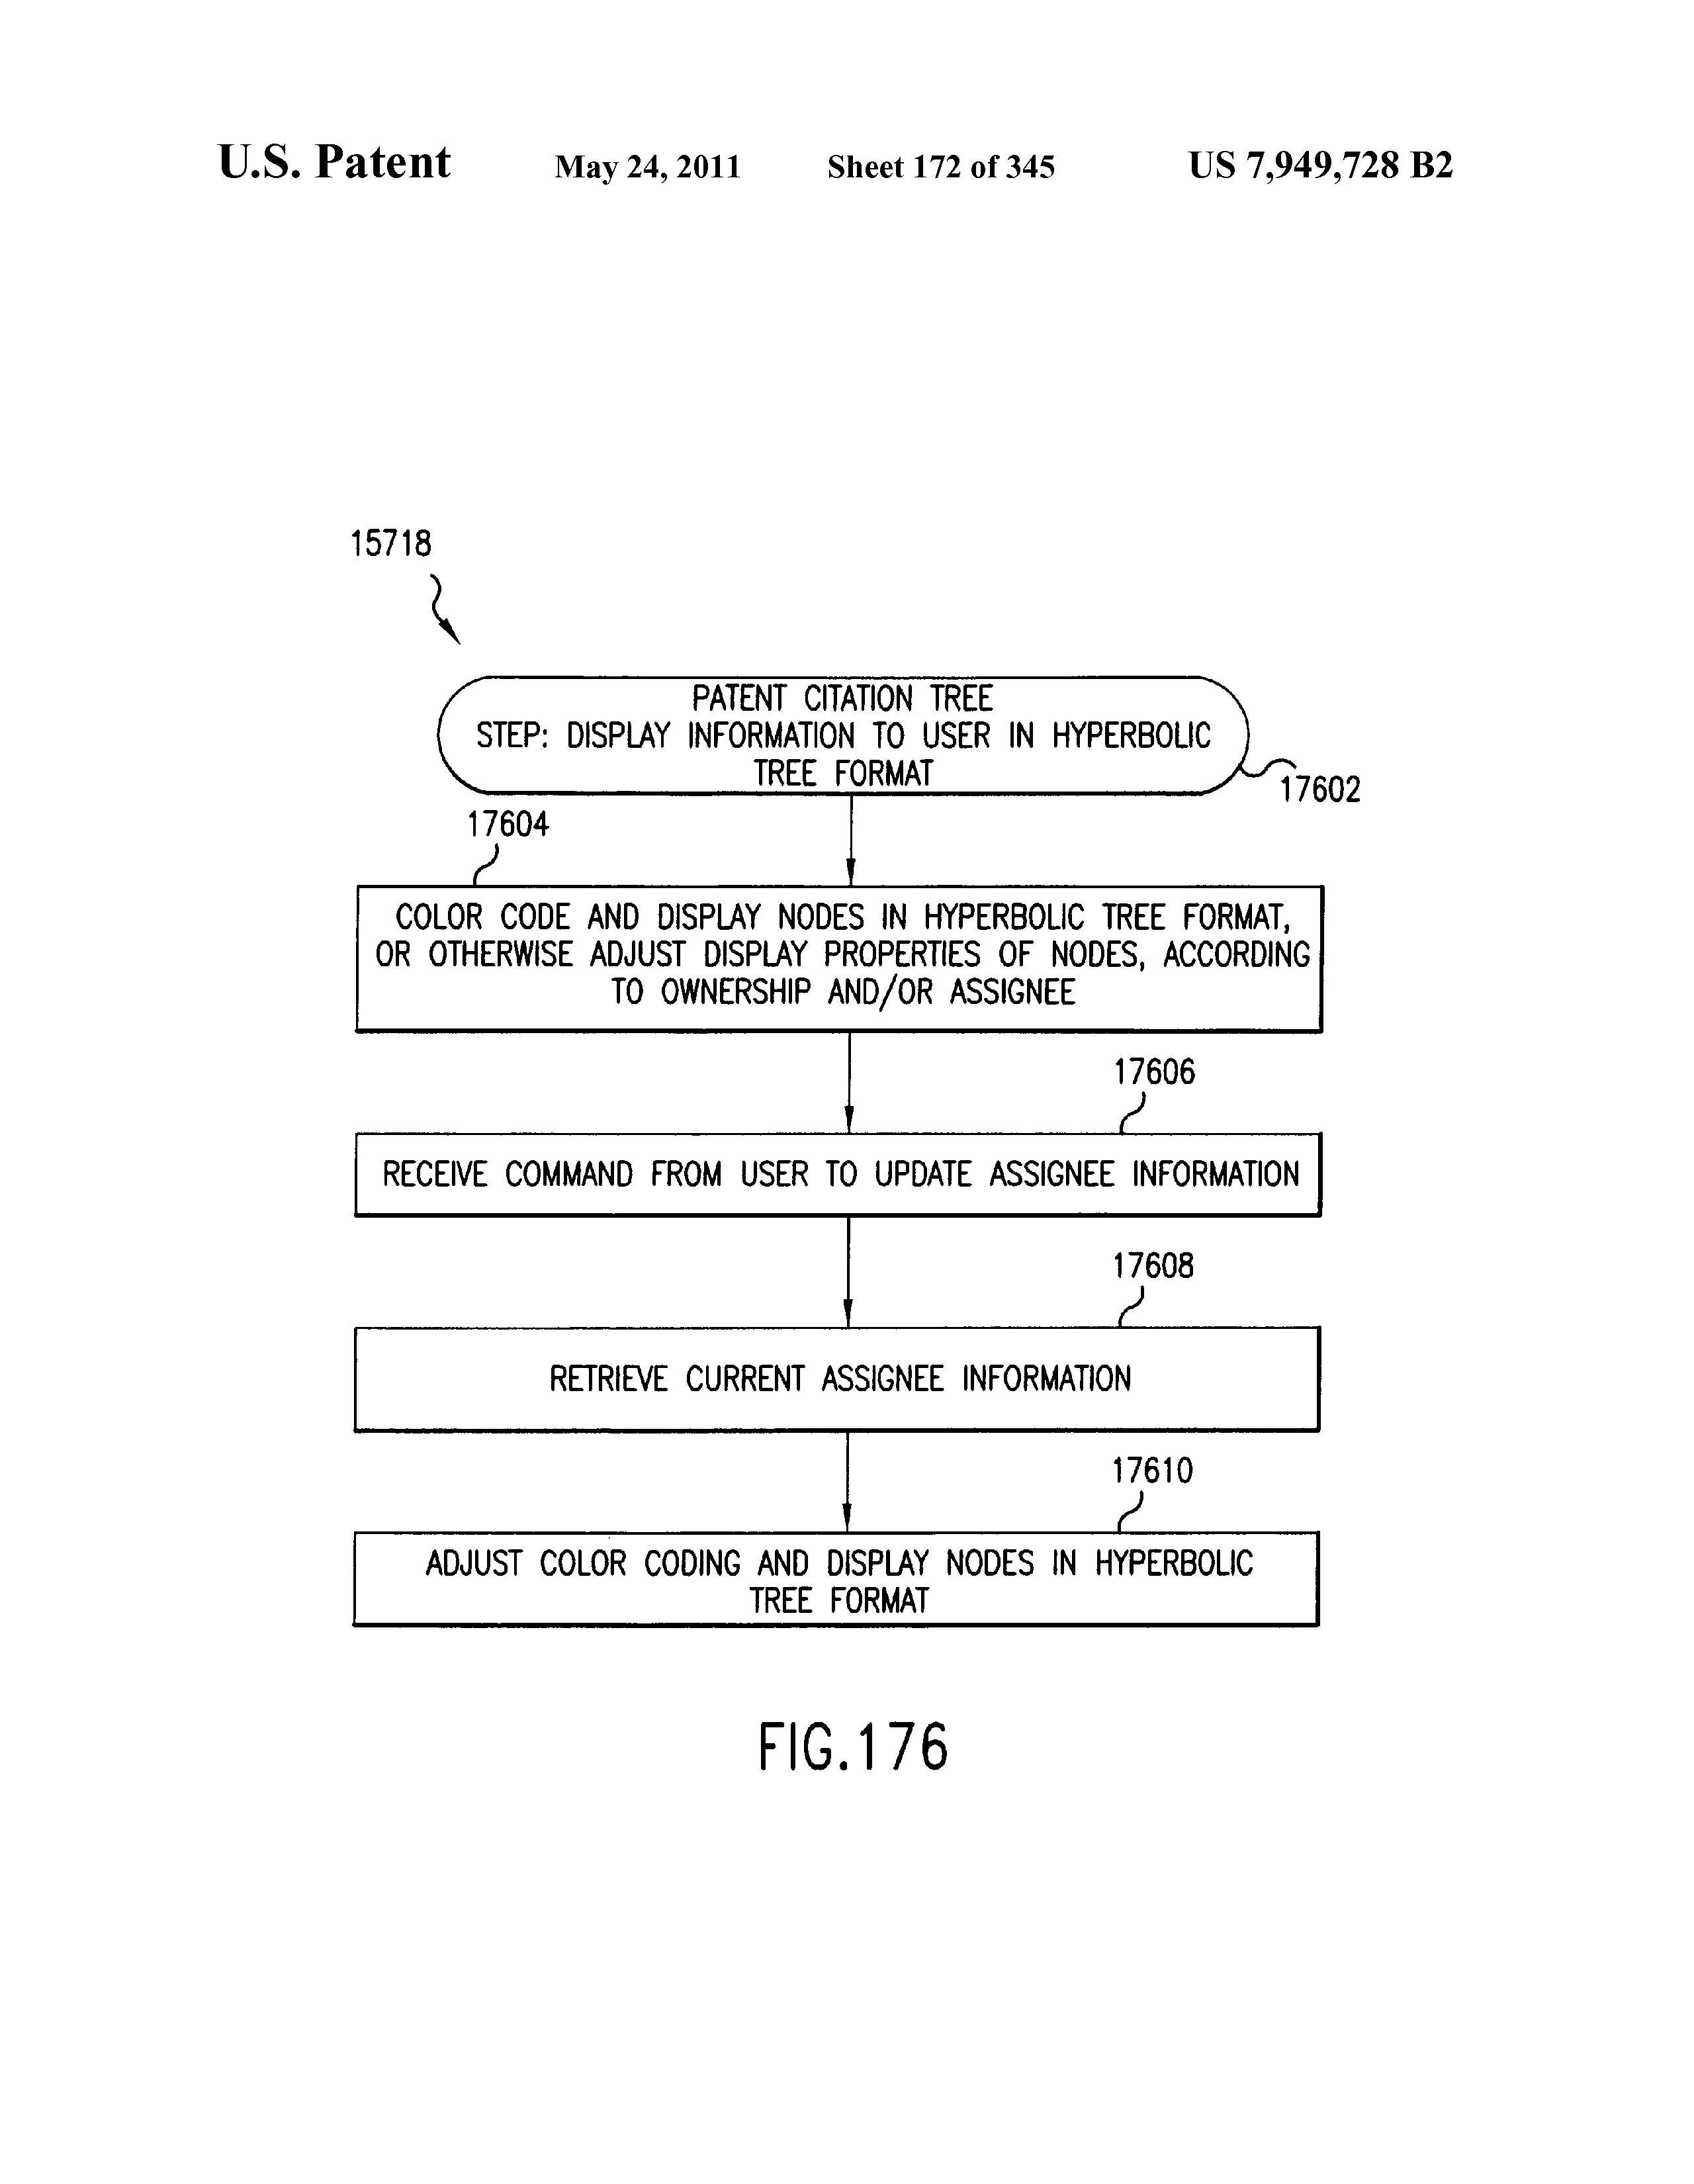 U.S. Patent May 24, 2011 Sheet 172 of 345 US 7,949,728 B2
15718
PATENT CITATION TREE
STEP: DISPLAY INFORMATION TO USER IN HYPERBOLIC
TREE FORMAT
17602
17604
COLOR CODE AND DISPLAY NODES IN HYPERBOLIC TREE FORMAT,
OR OTHERWISE ADJUST DISPLAY PROPERTIES OF NODES, ACCORDING
TO OWNERSHIP AND/OR ASSIGNEE
17606
RECEIVE COMMAND FROM USER TO UPDATE ASSIGNEE INFORMATION
17608
RETRIEVE CURRENT ASSIGNEE INFORMATION
17610
ADJUST COLOR CODING AND DISPLAY NODES IN HYPERBOLIC
TREE FORMAT
FIG.176